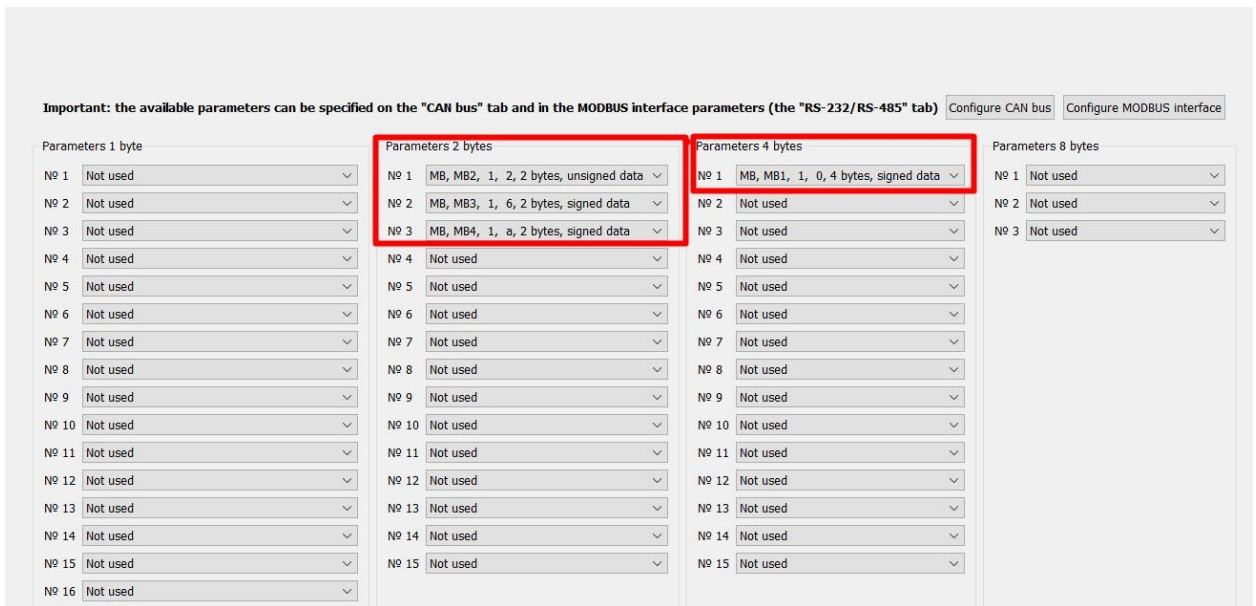 Important: the available parameters can be specified on the "CAN bus" tab and in the MODBUS interface parameters (the "RS-232/RS-485" tab) Configure CAN bus Configure MODBUS interface
Parameters 1 byte
Nº 1 Not used
Nº 2 Not used
Nº 3 Not used
Nº 4 Not used
Nº 5 Not used
Nº 6 Not used
Nº 7 Not used
Nº 8 Not used
Nº 9 Not used
Nº 10 Not used
Nº 11 Not used
Nº 12 Not used
Nº 13 Not used
Nº 14 Not used
Nº 15 Not used
Nº 16 Not used
Parameters 2 bytes
Nº 1 MB, MB2, 1, 2, 2 bytes, unsigned data
Nº 2 MB, MB3, 1, 6, 2 bytes, signed data
Nº 3 MB, MB4, 1, a, 2 bytes, signed data
Nº 4 Not used
Nº 5 Not used
Nº 6 Not used
Nº 7 Not used
Nº 8 Not used
Nº 9 Not used
Nº 10 Not used
Nº 11 Not used
Nº 12 Not used
Nº 13 Not used
Nº 14 Not used
Nº 15 Not used
Parameters 4 bytes
Nº 1 MB, MB1, 1, 0, 4 bytes, signed data
Nº 2 Not used
Nº 3 Not used
Nº 4 Not used
Nº 5 Not used
Nº 6 Not used
Nº 7 Not used
Nº 8 Not used
Nº 9 Not used
Nº 10 Not used
Nº 11 Not used
Nº 12 Not used
Nº 13 Not used
Nº 14 Not used
Nº 15 Not used
Parameters 8 bytes
Nº 1 Not used
Nº 2 Not used
Nº 3 Not used